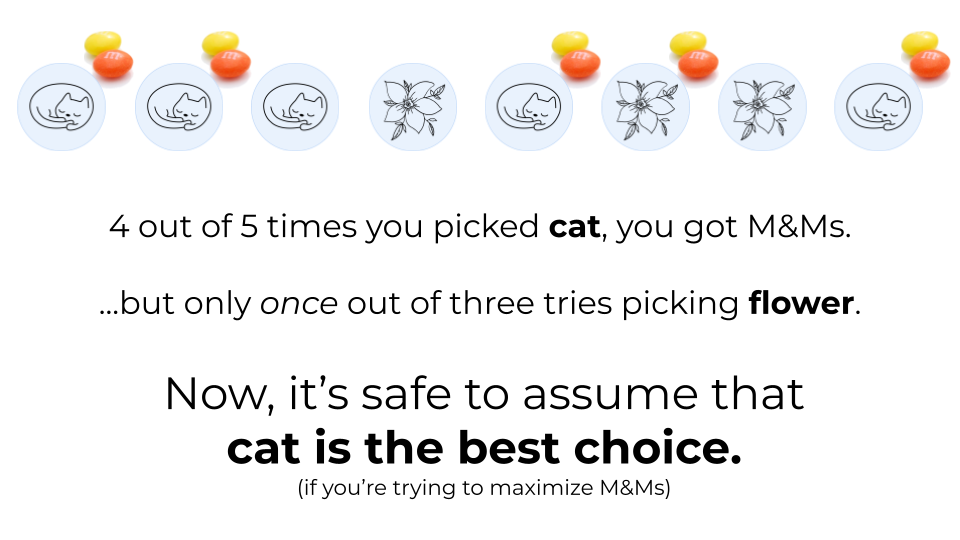 4 out of 5 times you picked cat, you got M&Ms.
...but only once out of three tries picking flower.
Now, it's safe to assume that
cat is the best choice.
(if you're trying to maximize M&Ms)